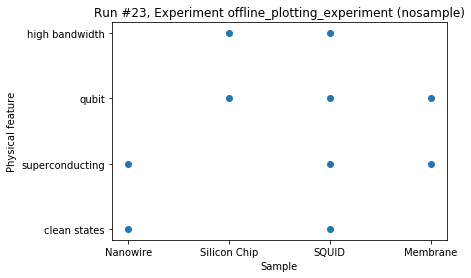 Run #23, Experiment offline_plotting_experiment (nosample)
high bandwidth
qubit
superconducting
clean states
Physical feature
Nanowire
Silicon Chip
SQUID
Membrane
Sample